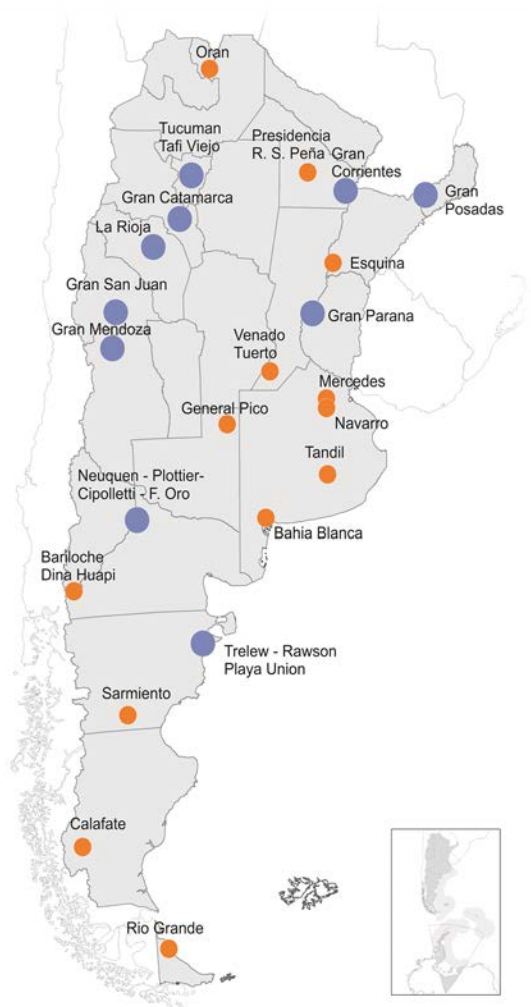 Oran
Tucuman
Tafi Viejo
Presidencia
R. S. Peña
Gran
Corrientes
Gran Catamarca
Gran
Posadas
La Rioja
Esquina
Gran San Juan
Gran Parana
Gran Mendoza
Venado
Tuerto
Mercedes
General Pico
Navarro
Tandil
Neuquen - Plottier-
Cipolletti - F. Oro
Bahia Blanca
Bariloche
Dina Huapi
Trelew - Rawson
Playa Union
Sarmiento
Calafate
Rio Grande